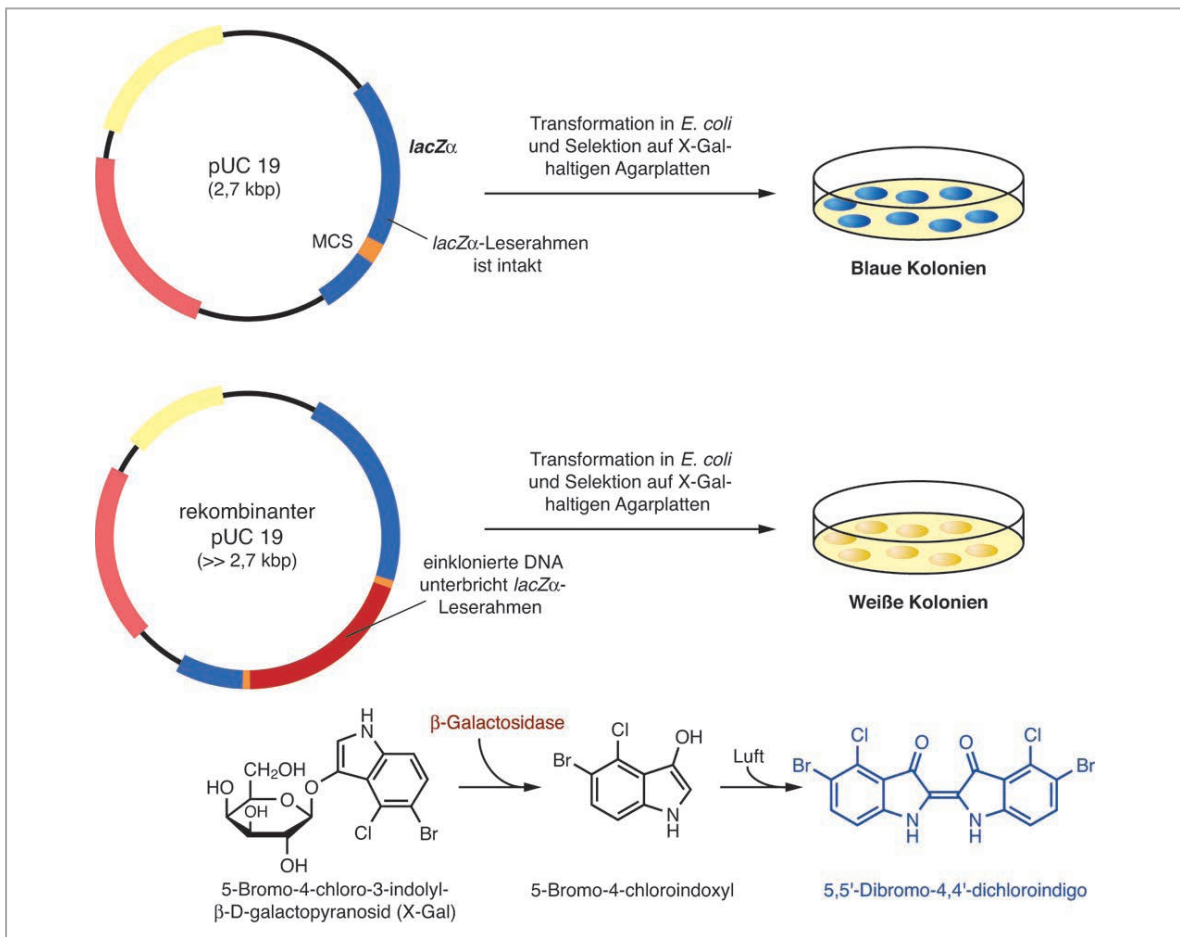 pUC 19
(2,7 kbp)
lacZα
MCS
lacZα-Leserahmen
ist intakt
Transformation in E. coli
und Selektion auf X-Gal-
haltigen Agarplatten
Blaue Kolonien
rekombinanter
pUC 19
(>> 2,7 kbp)
einklonierte DNA
unterbricht lacZα-
Leserahmen
Transformation in E. coli
und Selektion auf X-Gal-
haltigen Agarplatten
Weiße Kolonien
H
N
CH₂OH
HO
O
O
OH
HO
OH
Cl
Br
5-Bromo-4-chloro-3-indolyl-
β-D-galactopyranosid (X-Gal)
β-Galactosidase
Cl
OH
Br
N
H
5-Bromo-4-chloroindoxyl
Luft
Cl
O
O
Cl
Br
Br
NH
NH
5,5'-Dibromo-4,4'-dichloroindigo